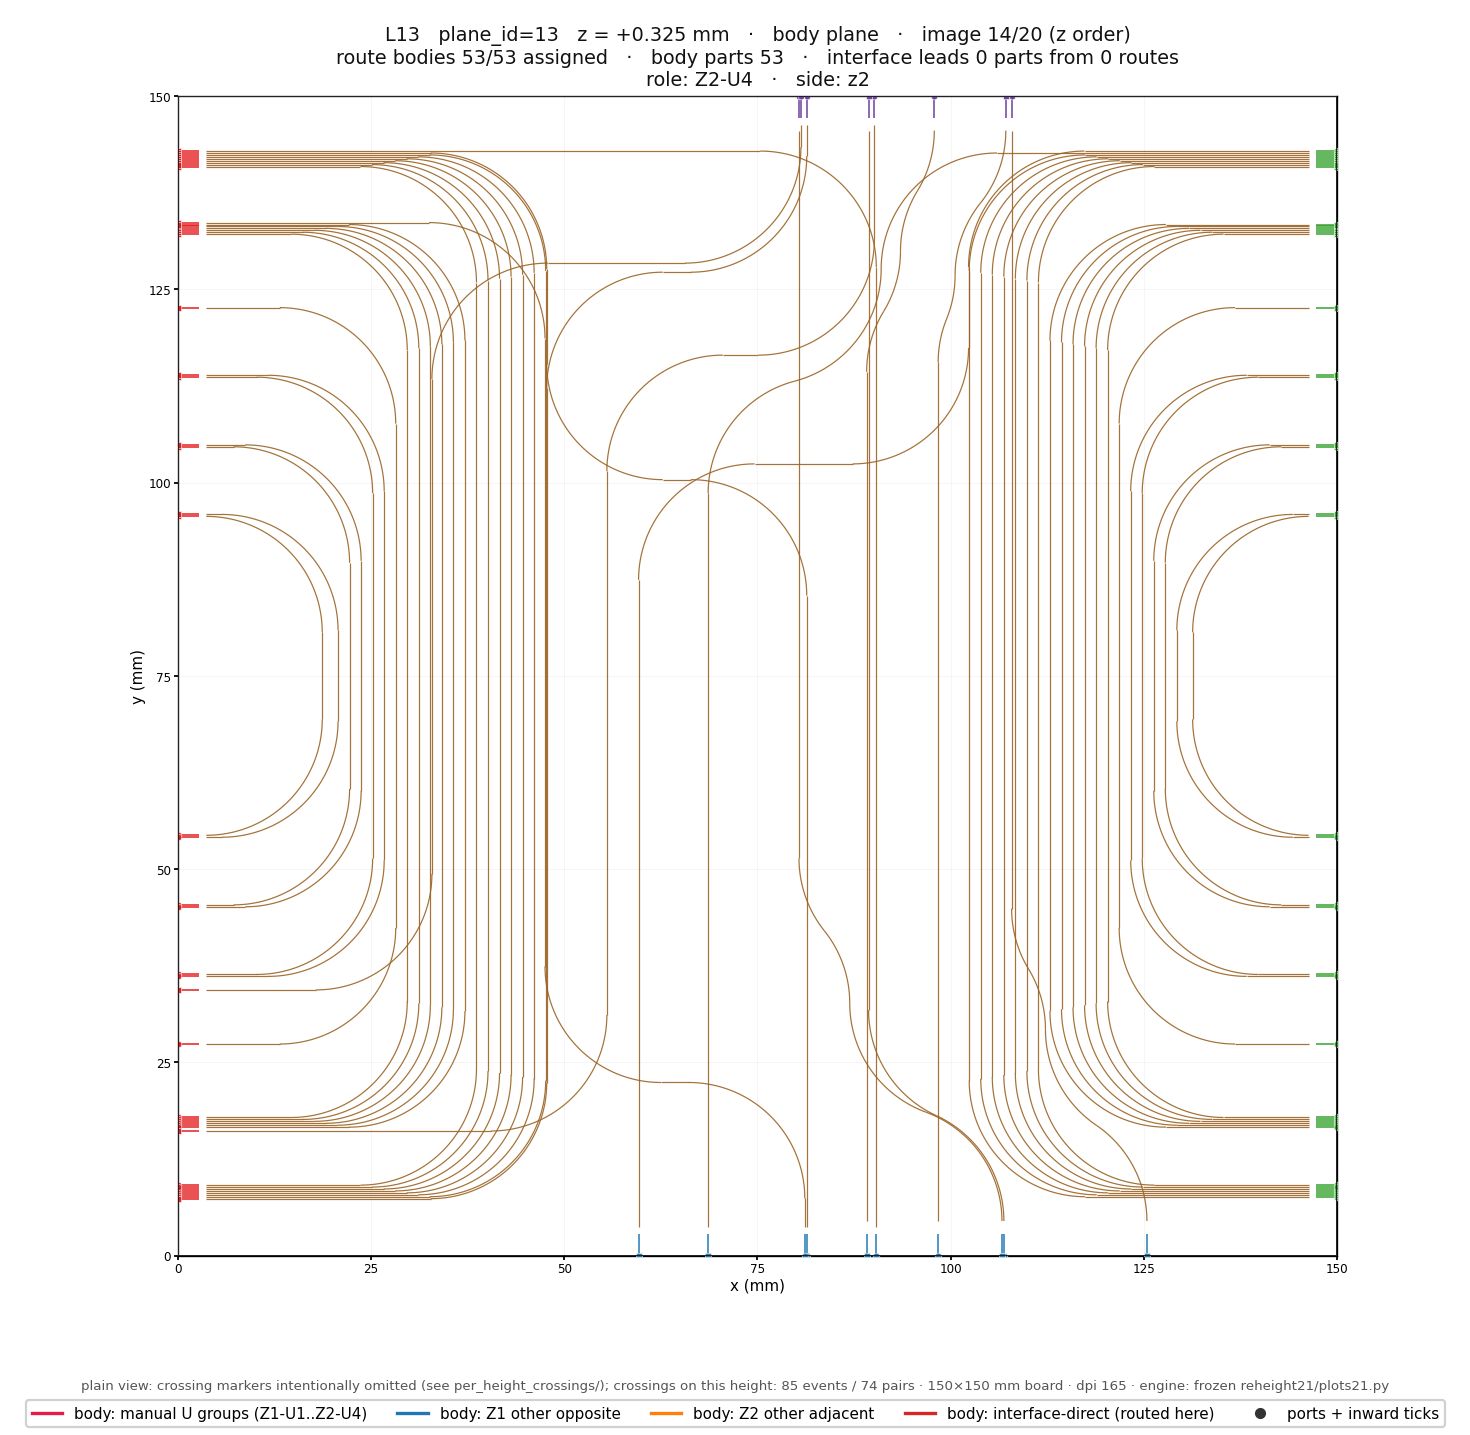 L13   plane_id=13   z = +0.325 mm   ·   body plane   ·   image 14/20 (z order)
route bodies 53/53 assigned   ·   body parts 53   ·   interface leads 0 parts from 0 routes
role: Z2-U4   ·   side: z2
150
125
100
75
50
25
0
y (mm)
0 25 50 75 100 125 150
x (mm)
plain view: crossing markers intentionally omitted (see per_height_crossings/); crossings on this height: 85 events / 74 pairs · 150×150 mm board · dpi 165 · engine: frozen reheight21/plots21.py
body: manual U groups (Z1-U1..Z2-U4) body: Z1 other opposite body: Z2 other adjacent body: interface-direct (routed here) ports + inward ticks